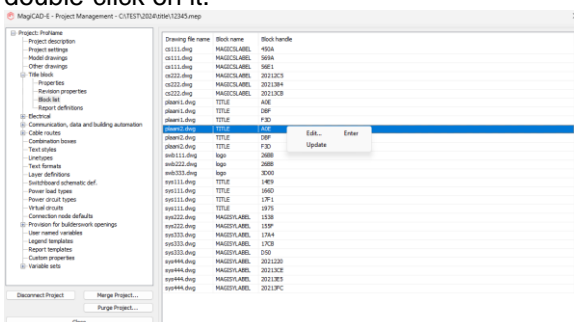 double-click on it.
MagiCAD-E - Project Management - C:\TEST\2024\title\12345.mep
Project: ProName
Project description
Project settings
Model drawings
Other drawings
Title block
Properties
Revision properties
Block list
Report definitions
Electrical
Communication, data and building automation
Cable routes
Combination boxes
Text styles
Linetypes
Text formats
Layer definitions
Switchboard schematic def.
Power load types
Power circuit types
Virtual circuits
Connection node defaults
Provision for builderswork openings
User named variables
Legend templates
Report templates
Custom properties
Variable sets
Disconnect Project Merge Project...
Purge Project...
Close
Drawing file name Block name Block handle
cs111.dwg MAGICSLABEL 450A
cs111.dwg MAGICSLABEL 569A
cs111.dwg MAGICSLABEL 56E1
cs222.dwg MAGICSLABEL 20212C5
cs222.dwg MAGICSLABEL 2021384
cs222.dwg MAGICSLABEL 20213CB
plaani1.dwg TITLE A0E
plaani1.dwg TITLE DBF
plaani1.dwg TITLE F3D
plaani2.dwg TITLE A0E
plaani2.dwg TITLE DBF
plaani2.dwg TITLE F3D
Edit... Enter
Update
swb111.dwg logo 26BB
swb222.dwg logo 26BB
swb333.dwg logo 3D00
sys111.dwg TITLE 14E9
sys111.dwg TITLE 166D
sys111.dwg TITLE 17F1
sys111.dwg TITLE 1975
sys222.dwg MAGISYLABEL 1538
sys222.dwg MAGISYLABEL 155F
sys333.dwg MAGISYLABEL 17A4
sys333.dwg MAGISYLABEL 17CB
sys333.dwg MAGISYLABEL D50
sys444.dwg MAGISYLABEL 2021220
sys444.dwg MAGISYLABEL 20213CE
sys444.dwg MAGISYLABEL 20213E5
sys444.dwg MAGISYLABEL 20213FC